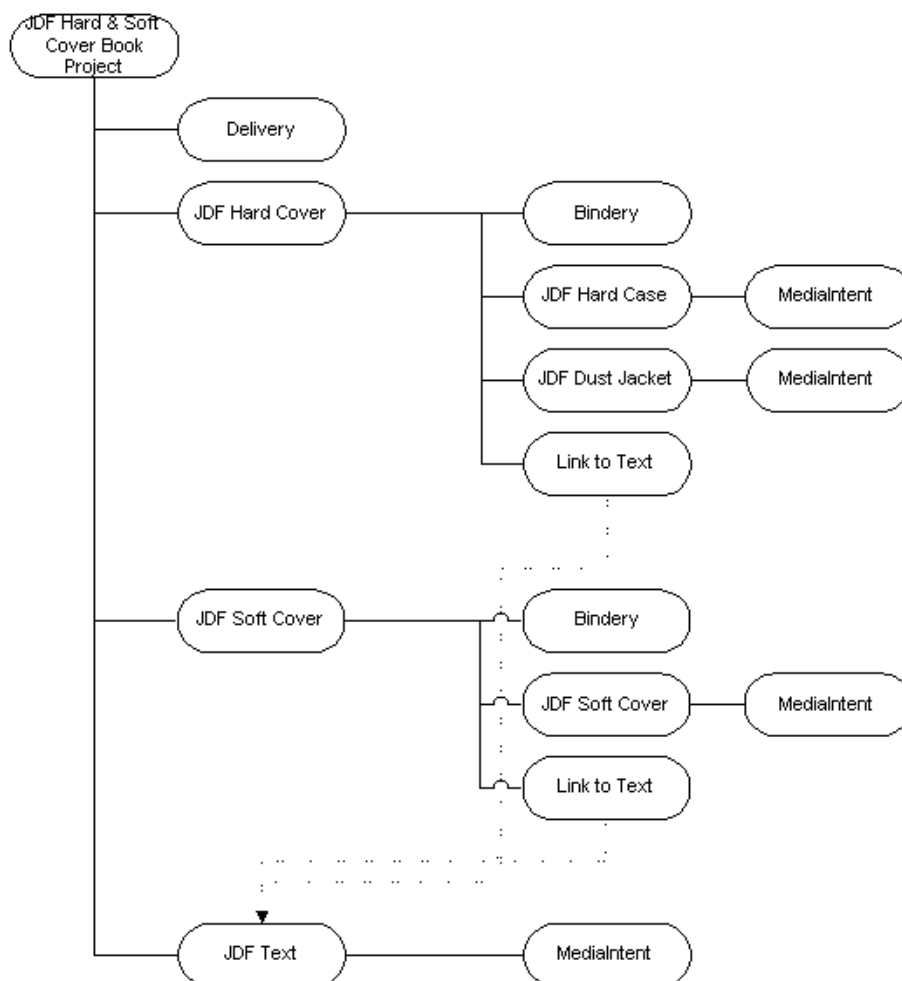 JDF Hard & Soft
Cover Book
Project
Delivery
JDF Hard Cover
Bindery
JDF Hard Case
MediaIntent
JDF Dust Jacket
MediaIntent
Link to Text
JDF Soft Cover
Bindery
JDF Soft Cover
MediaIntent
Link to Text
JDF Text
MediaIntent